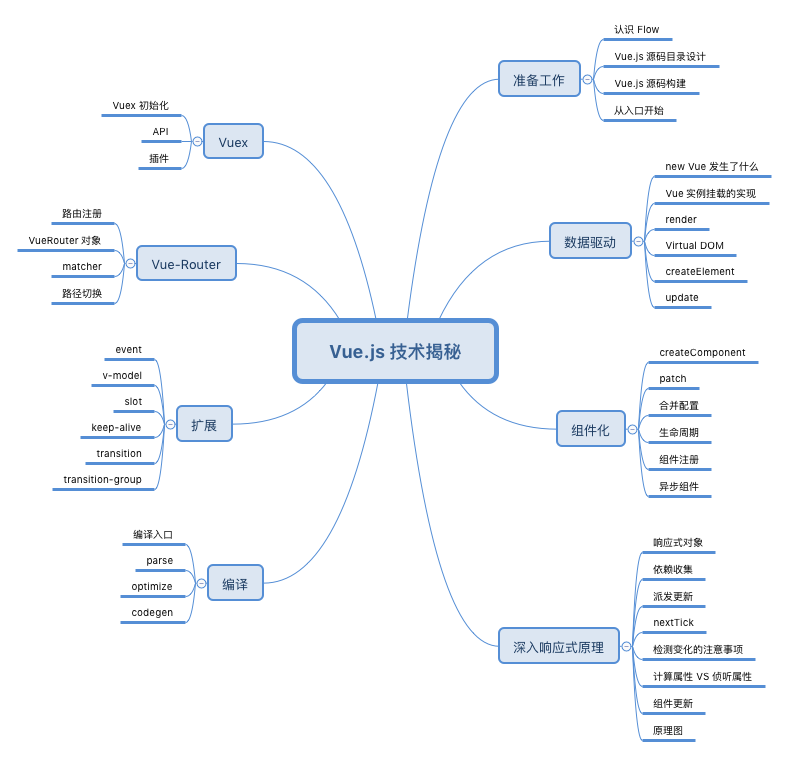 Vue.js 技术揭秘
准备工作
认识 Flow
Vue.js 源码目录设计
Vue.js 源码构建
从入口开始
数据驱动
new Vue 发生了什么
Vue 实例挂载的实现
render
Virtual DOM
createElement
update
组件化
createComponent
patch
合并配置
生命周期
组件注册
异步组件
深入响应式原理
响应式对象
依赖收集
派发更新
nextTick
检测变化的注意事项
计算属性 VS 侦听属性
组件更新
原理图
Vuex
Vuex 初始化
API
插件
Vue-Router
路由注册
VueRouter 对象
matcher
路径切换
扩展
event
v-model
slot
keep-alive
transition
transition-group
编译
编译入口
parse
optimize
codegen